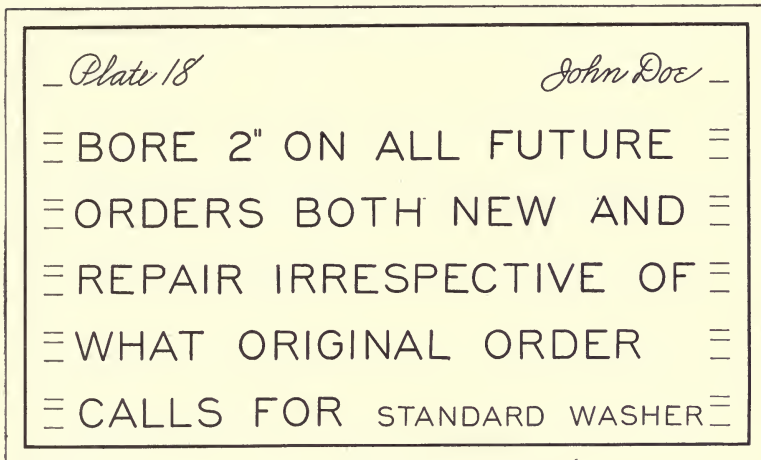 Plate 18 John Doe
BORE 2" ON ALL FUTURE
ORDERS BOTH NEW AND
REPAIR IRRESPECTIVE OF
WHAT ORIGINAL ORDER
CALLS FOR STANDARD WASHER